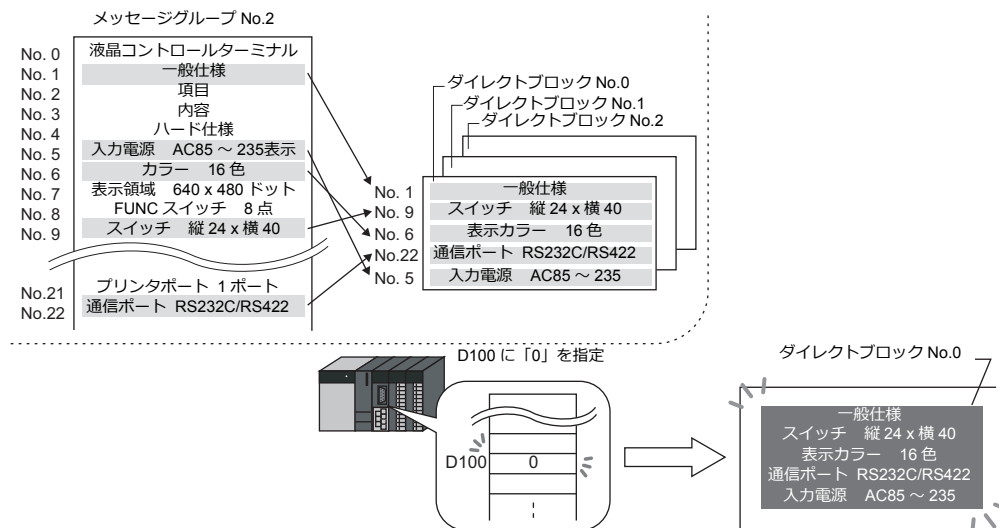 メッセージグループ No.2
No. 0 液晶コントロールターミナル
No. 1 一般仕様
No. 2 項目
No. 3 内容
No. 4 ハード仕様
No. 5 入力電源 AC85 ~ 235表示
No. 6 カラー 16 色
No. 7 表示領域 640 x 480 ドット
No. 8 FUNC スイッチ 8 点
No. 9 スイッチ 縦 24 x 横 40
No.21 プリンタポート 1 ポート
No.22 通信ポート RS232C/RS422
ダイレクトブロック No.0
ダイレクトブロック No.1
ダイレクトブロック No.2
No. 1 一般仕様
No. 9 スイッチ 縦 24 x 横 40
No. 6 表示カラー 16 色
No.22 通信ポート RS232C/RS422
No. 5 入力電源 AC85 ~ 235
D100 に「0」を指定
D100 0
ダイレクトブロック No.0
一般仕様
スイッチ 縦 24 x 横 40
表示カラー 16 色
通信ポート RS232C/RS422
入力電源 AC85 ~ 235